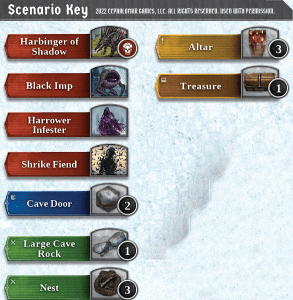 Scenario Key 2022 CEPHALOFAIR GAMES, LLC. ALL RIGHTS RESERVED. USED WITH PERMISSION.
Harbinger of
Shadow
Black Imp
Harrower
Infester
Shrike Fiend
Cave Door
2
Large Cave
Rock
1
Nest
3
Altar
3
Treasure
1